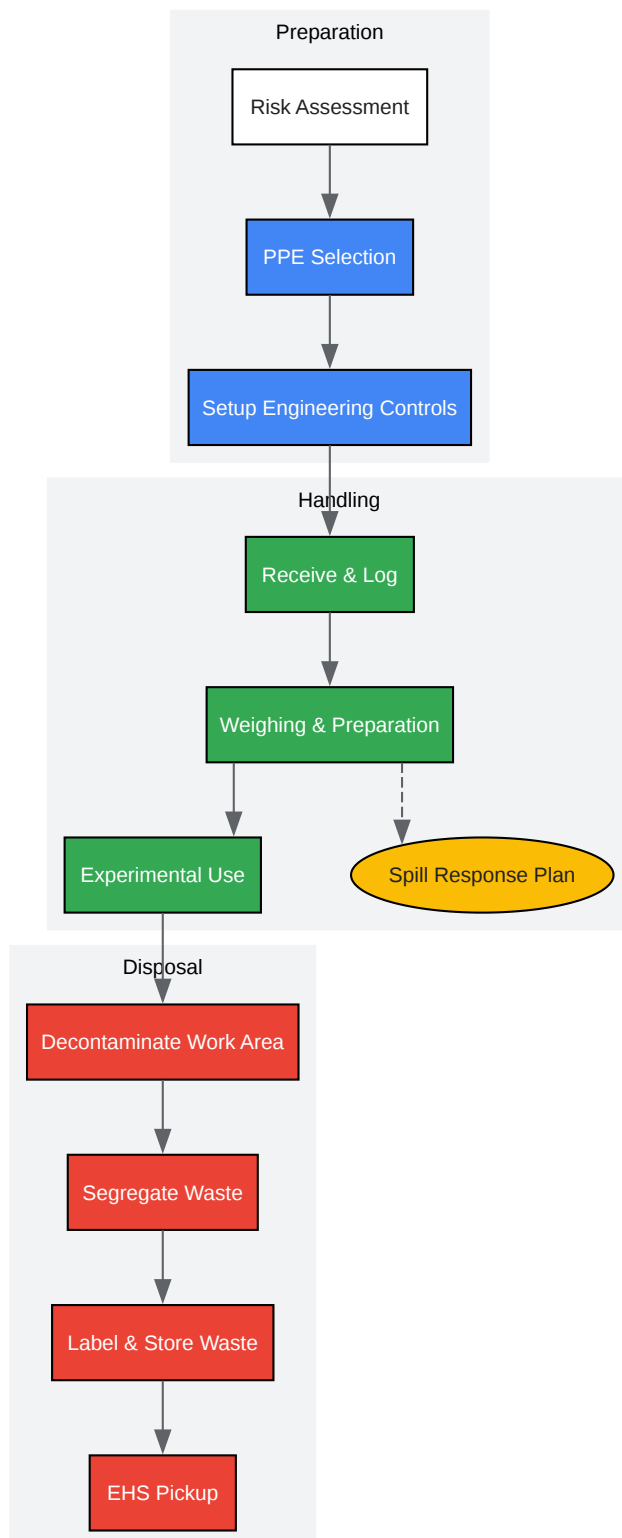 Preparation
Risk Assessment
PPE Selection
Setup Engineering Controls
Handling
Receive & Log
Weighing & Preparation
Experimental Use
Spill Response Plan
Disposal
Decontaminate Work Area
Segregate Waste
Label & Store Waste
EHS Pickup